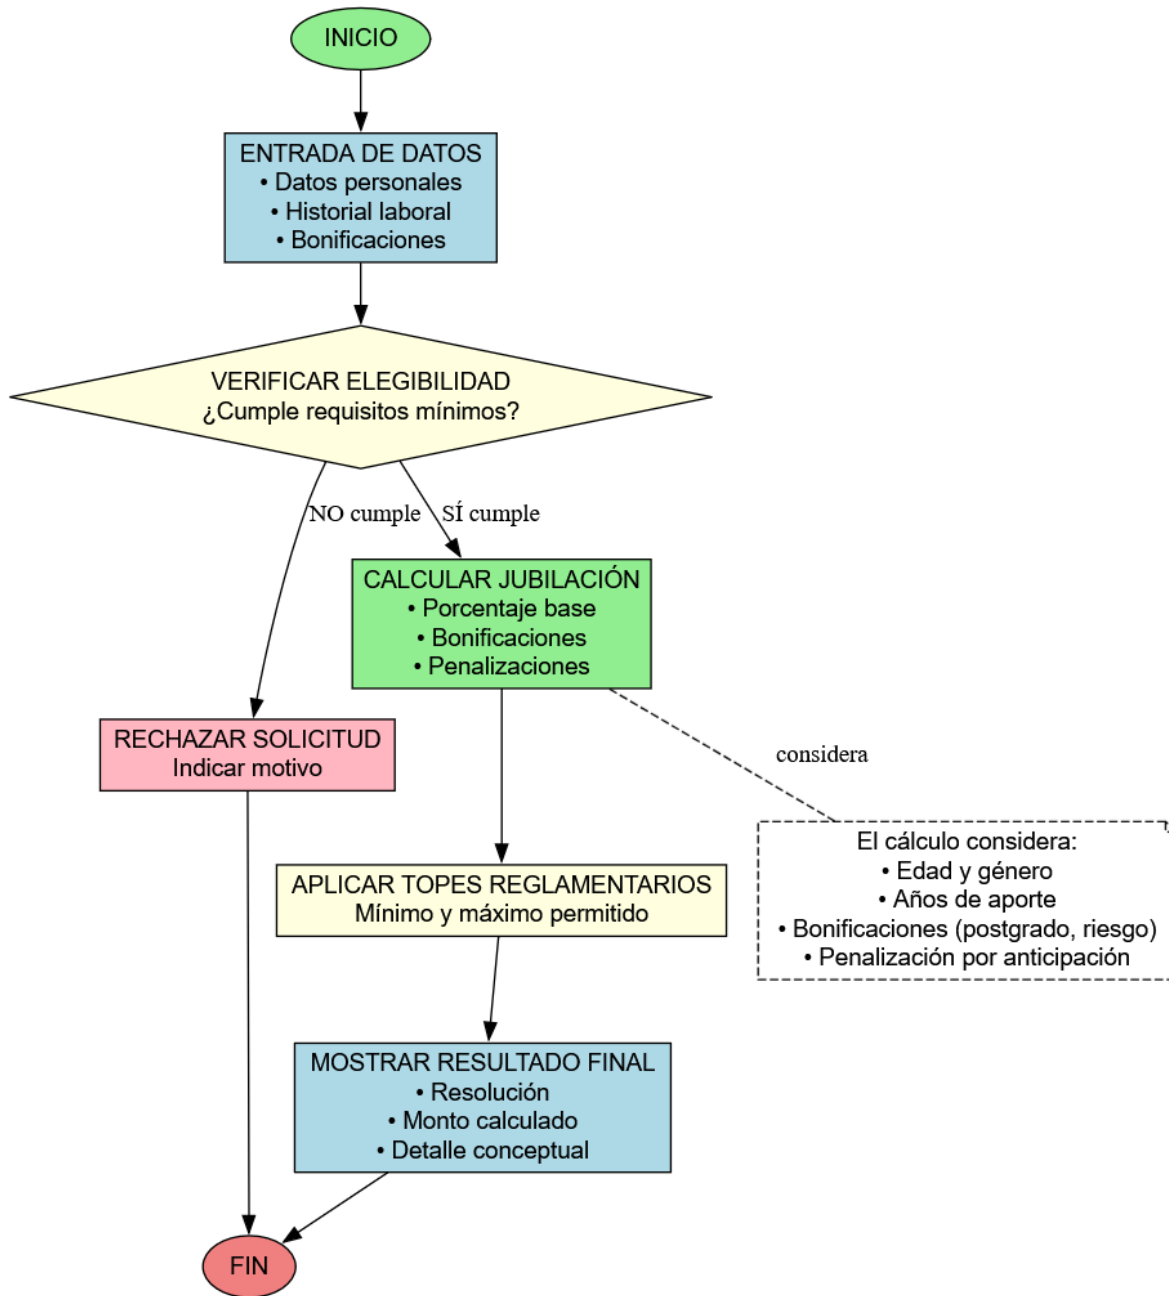 INICIO
ENTRADA DE DATOS
• Datos personales
• Historial laboral
• Bonificaciones
VERIFICAR ELEGIBILIDAD
¿Cumple requisitos mínimos?
NO cumple
SÍ cumple
CALCULAR JUBILACIÓN
• Porcentaje base
• Bonificaciones
• Penalizaciones
RECHAZAR SOLICITUD
Indicar motivo
considera
El cálculo considera:
• Edad y género
• Años de aporte
• Bonificaciones (postgrado, riesgo)
• Penalización por anticipación
APLICAR TOPES REGLAMENTARIOS
Mínimo y máximo permitido
MOSTRAR RESULTADO FINAL
• Resolución
• Monto calculado
• Detalle conceptual
FIN